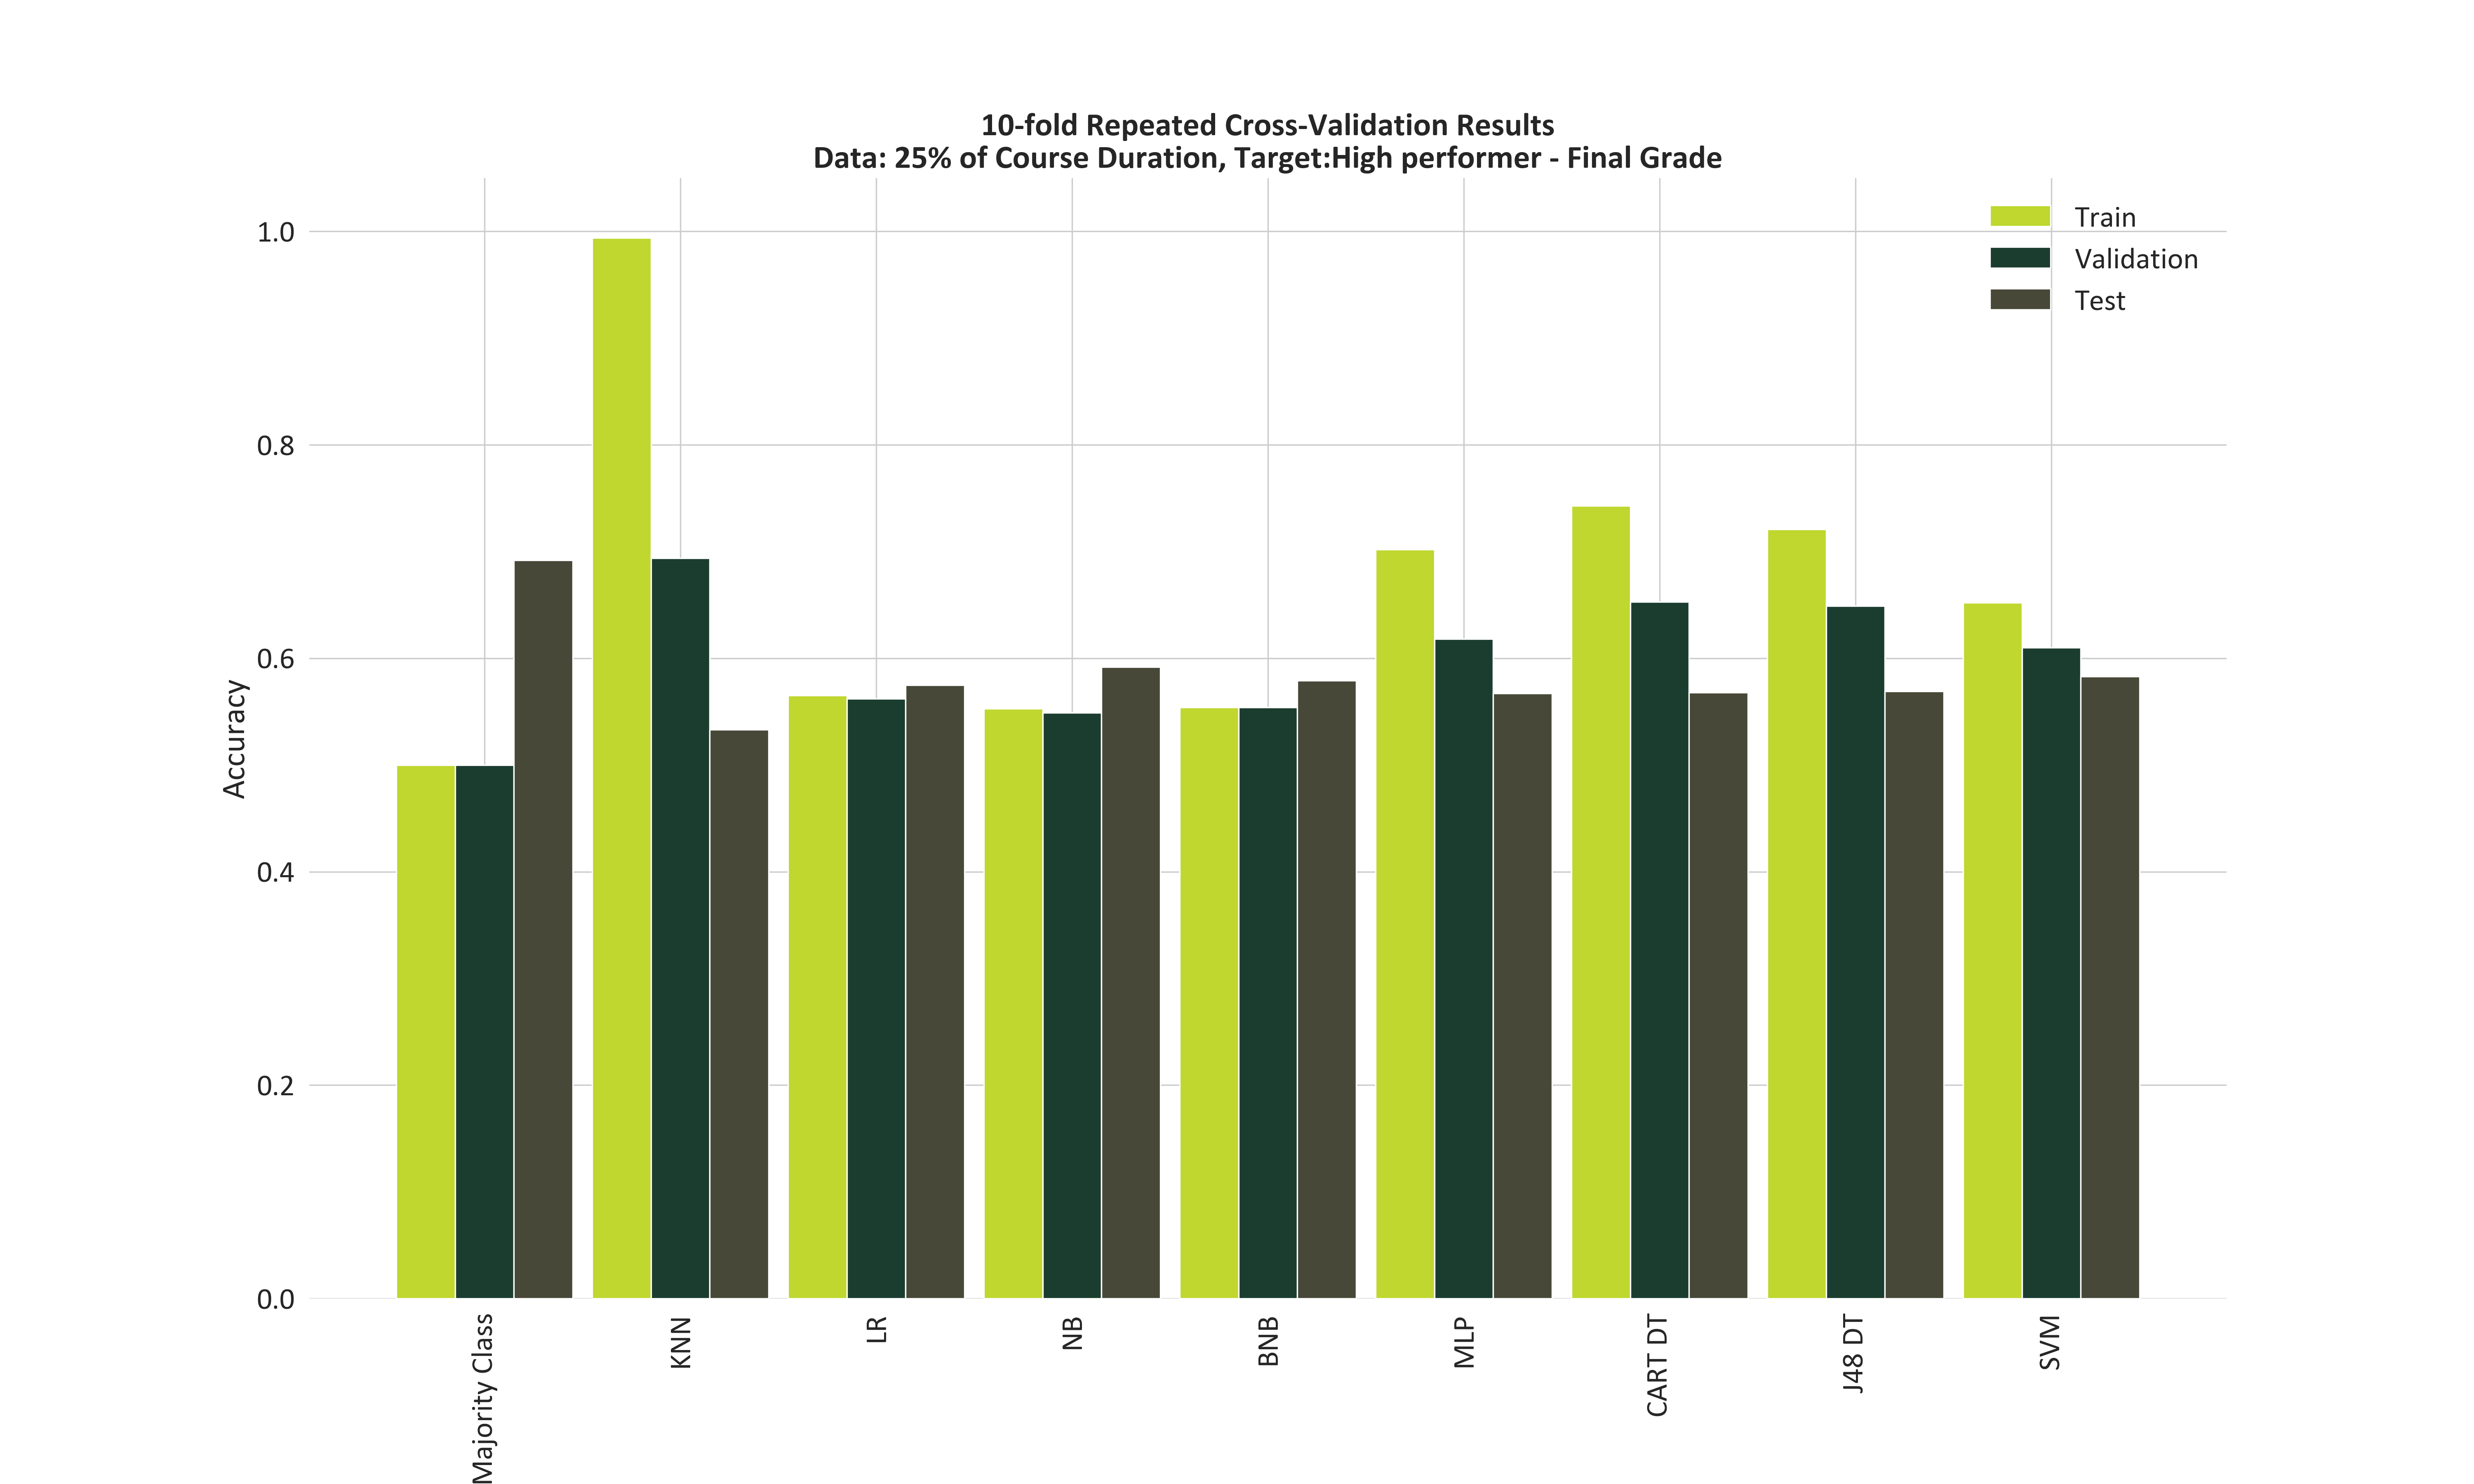 10-fold Repeated Cross-Validation Results
Data: 25% of Course Duration, Target:High performer - Final Grade
Train
Validation
Test
Accuracy
1.0
0.8
0.6
0.4
0.2
0.0
Majority Class
KNN
LR
NB
BNB
MLP
CART DT
J48 DT
SVM